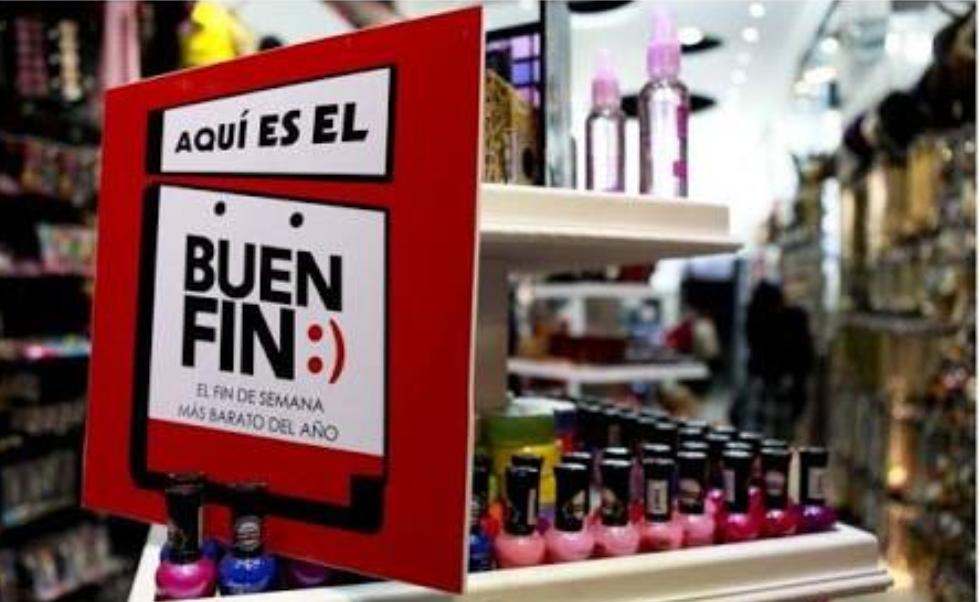 AQUÍ ES EL
BUEN
FIN:)
EL FIN DE SEMANA
MÁS BARATO DEL AÑO